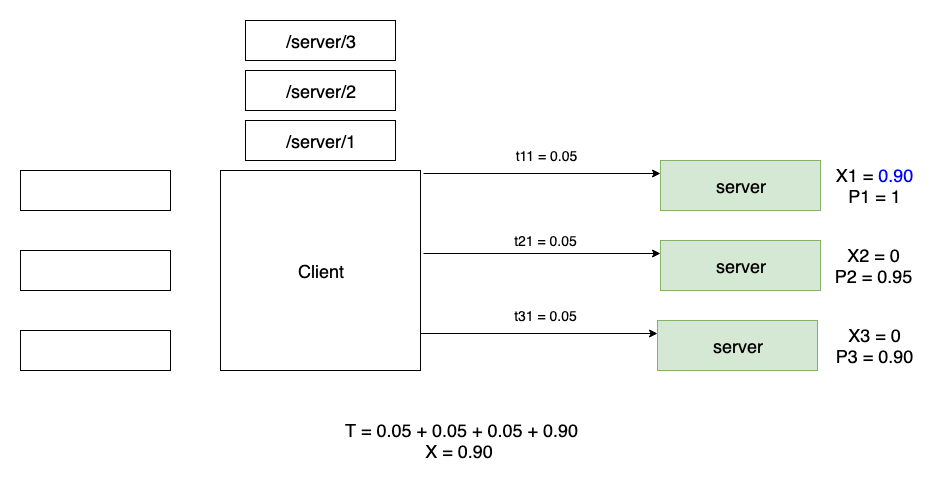 /server/3
/server/2
/server/1
t11 = 0.05
server
X1 = 0.90
P1 = 1
Client
t21 = 0.05
server
X2 = 0
P2 = 0.95
t31 = 0.05
server
X3 = 0
P3 = 0.90
T = 0.05 + 0.05 + 0.05 + 0.90
X = 0.90